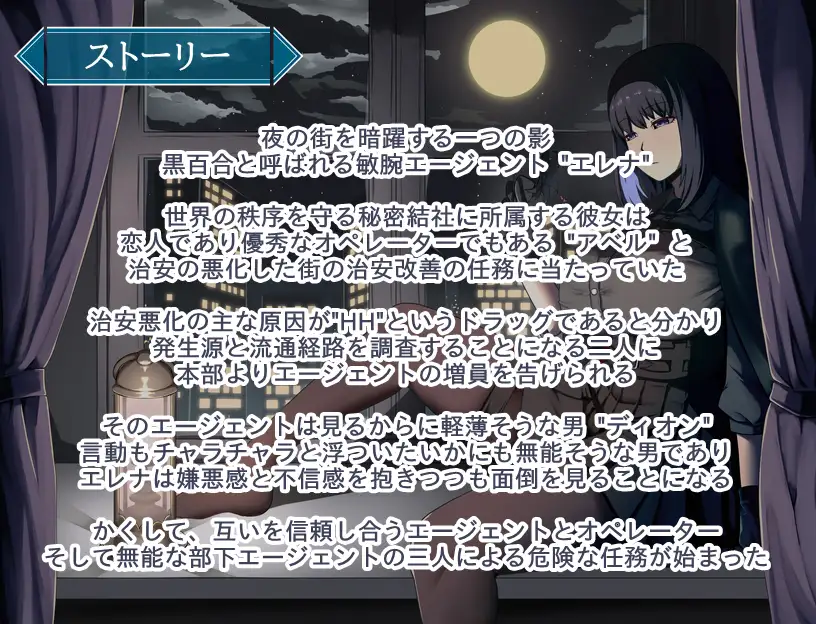 ストーリー
夜の街を暗躍する一つの影
黒百合と呼ばれる敏腕エージェント "エレナ"
世界の秩序を守る秘密結社に所属する彼女は
恋人であり優秀なオペレーターでもある "アベル" と
治安の悪化した街の治安改善の任務に当たっていた
治安悪化の主な原因が"HH"というドラッグであると分かり
発生源と流通経路を調査することになる二人に
本部よりエージェントの増員を告げられる
そのエージェントは見るからに軽薄そうな男 "ディオン"
言動もチャラチャラと浮ついたいかにも無能そうな男であり
エレナは嫌悪感と不信感を抱きつつも面倒を見ることになる
かくして、互いを信頼し合うエージェントとオペレーター
そして無能な部下エージェントの三人による危険な任務が始まった